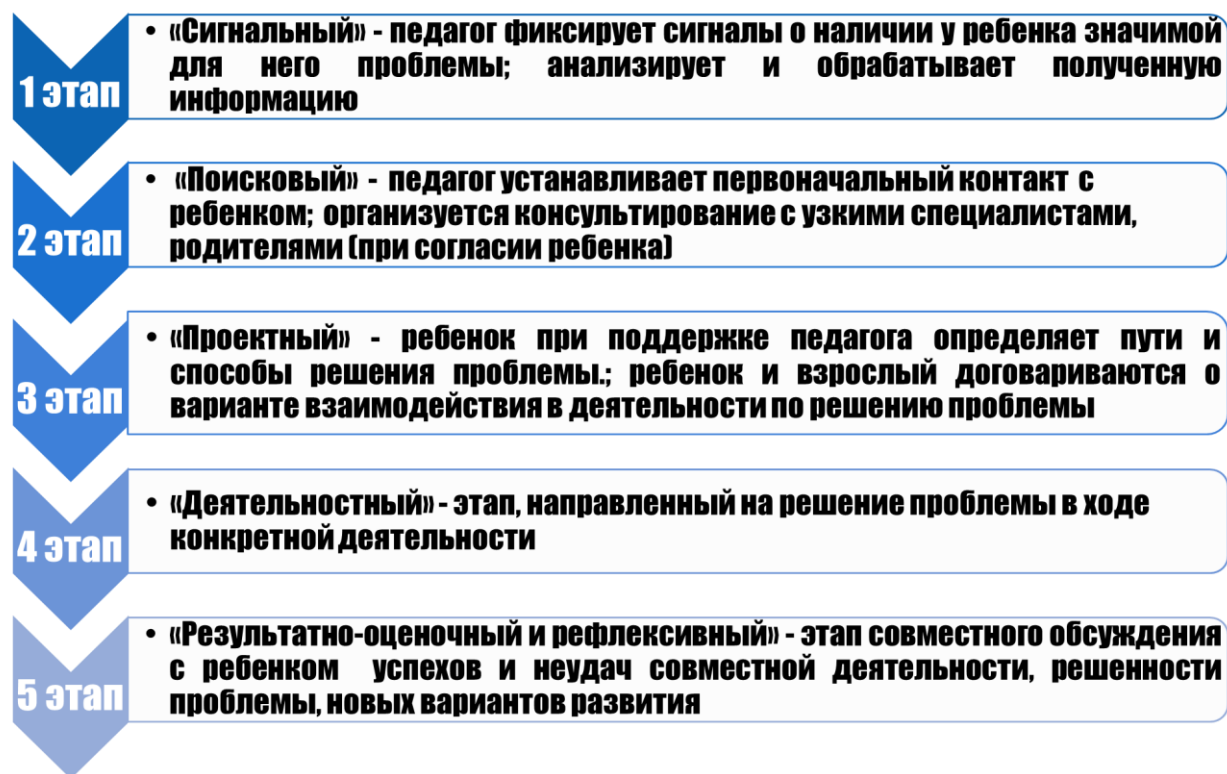 1 этап
• «Сигнальный» - педагог фиксирует сигналы о наличии у ребенка значимой
для него проблемы; анализирует и обрабатывает полученную
информацию
2 этап
• «Поисковый» - педагог устанавливает первоначальный контакт с
ребенком; организуется консультирование с узкими специалистами,
родителями (при согласии ребенка)
3 этап
• «Проектный» - ребенок при поддержке педагога определяет пути и
способы решения проблемы.; ребенок и взрослый договариваются о
варианте взаимодействия в деятельности по решению проблемы
4 этап
• «Деятельностный» - этап, направленный на решение проблемы в ходе
конкретной деятельности
5 этап
• «Результатно-оценочный и рефлексивный» - этап совместного обсуждения
с ребенком успехов и неудач совместной деятельности, решенности
проблемы, новых вариантов развития